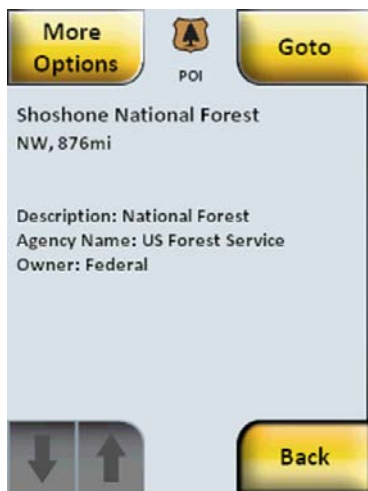 More
Options
POI
Goto
Shoshone National Forest
NW, 876mi
Description: National Forest
Agency Name: US Forest Service
Owner: Federal
Back